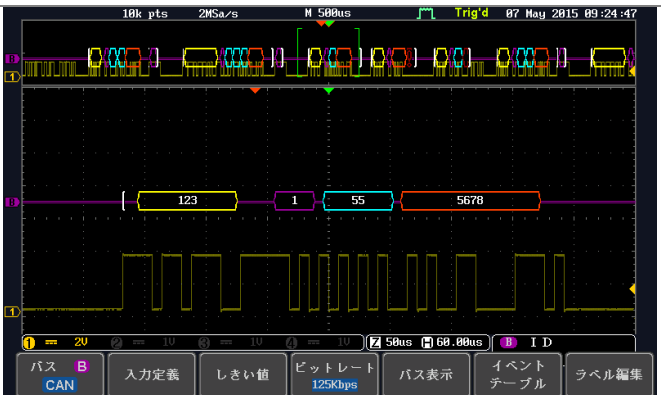 10k pts 2MSa/s M 500us Trig'd 07 May 2015 09:24:47
B
1
B
123 1 55 5678
1
1 2V 2 1V 3 1V 4 1V Z 50us H 60.00us B ID
バス B CAN
入力定義
しきい値
ビットレート 125Kbps
バス表示
イベント テーブル
ラベル編集